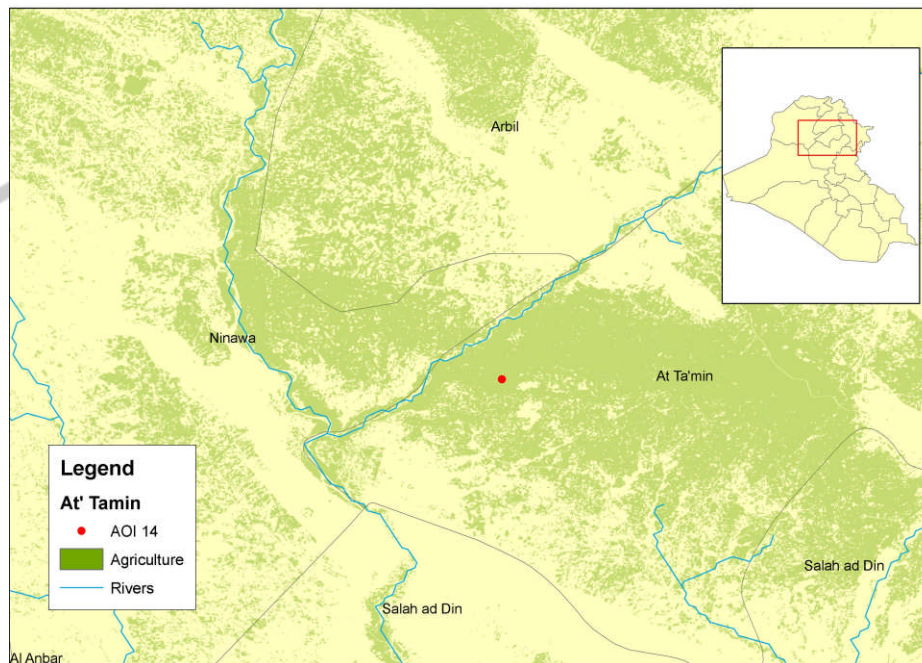 Arbil
Ninawa
At Ta'min
Legend
At' Tamin
AOI 14
Agriculture
Rivers
Salah ad Din
Salah ad Din
Al Anbar